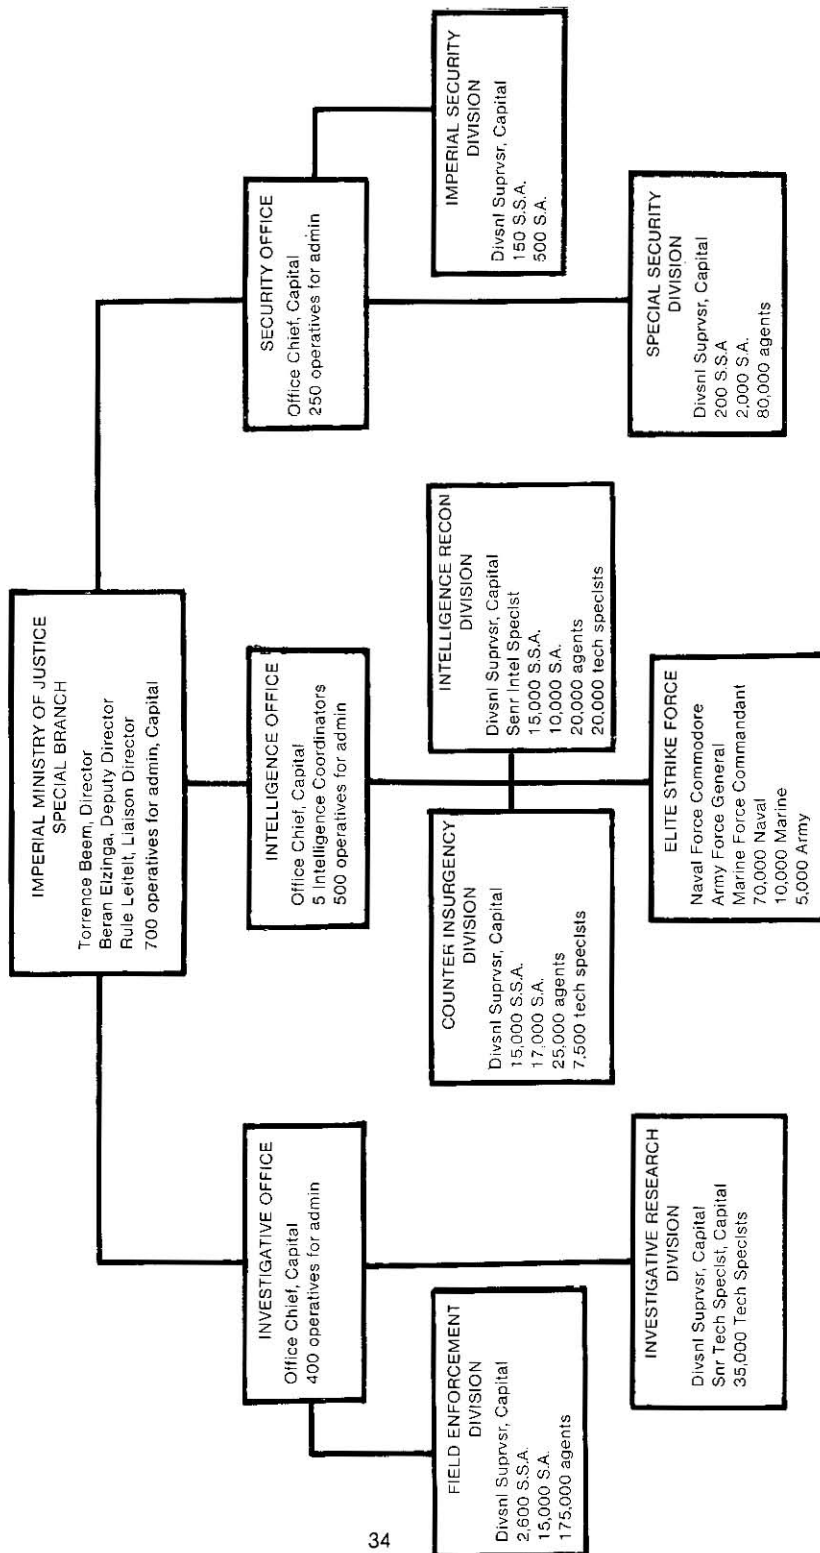 IMPERIAL MINISTRY OF JUSTICE
SPECIAL BRANCH
Torrence Beem, Director
Beran Elzinga, Deputy Director
Rule Leitelt, Liaison Director
700 operatives for admin, Capital
INVESTIGATIVE OFFICE
Office Chief, Capital
400 operatives for admin
INTELLIGENCE OFFICE
Office Chief, Capital
5 Intelligence Coordinators
500 operatives for admin
SECURITY OFFICE
Office Chief, Capital
250 operatives for admin
FIELD ENFORCEMENT
DIVISION
Divsnl Suprvsr, Capital
2,600 S.S.A.
15,000 S.A.
175,000 agents
COUNTER INSURGENCY
DIVISION
Divsnl Suprvsr, Capital
15,000 S.S.A.
17,000 S.A.
25,000 agents
7,500 tech speclsts
INTELLIGENCE RECON
DIVISION
Divsnl Suprvsr, Capital
Senr Intel Speclst
15,000 S.S.A.
10,000 S.A.
20,000 agents
20,000 tech speclsts
IMPERIAL SECURITY
DIVISION
Divsnl Suprvsr, Capital
150 S.S.A.
500 S.A.
INVESTIGATIVE RESEARCH
DIVISION
Divsnl Suprvsr, Capital
Snr Tech Speclst, Capital
35,000 Tech Speclsts
ELITE STRIKE FORCE
Naval Force Commodore
Army Force General
Marine Force Commandant
70,000 Naval
10,000 Marine
5,000 Army
SPECIAL SECURITY
DIVISION
Divsnl Suprvsr, Capital
200 S.S.A
2,000 S.A.
80,000 agents
34